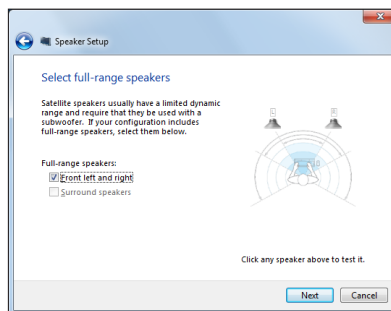 Speaker Setup
Select full-range speakers
Satellite speakers usually have a limited dynamic
range and require that they be used with a
subwoofer. If your configuration includes
full-range speakers, select them below.
L
R
Full-range speakers:
Front left and right
Surround speakers
Click any speaker above to test it.
Next
Cancel